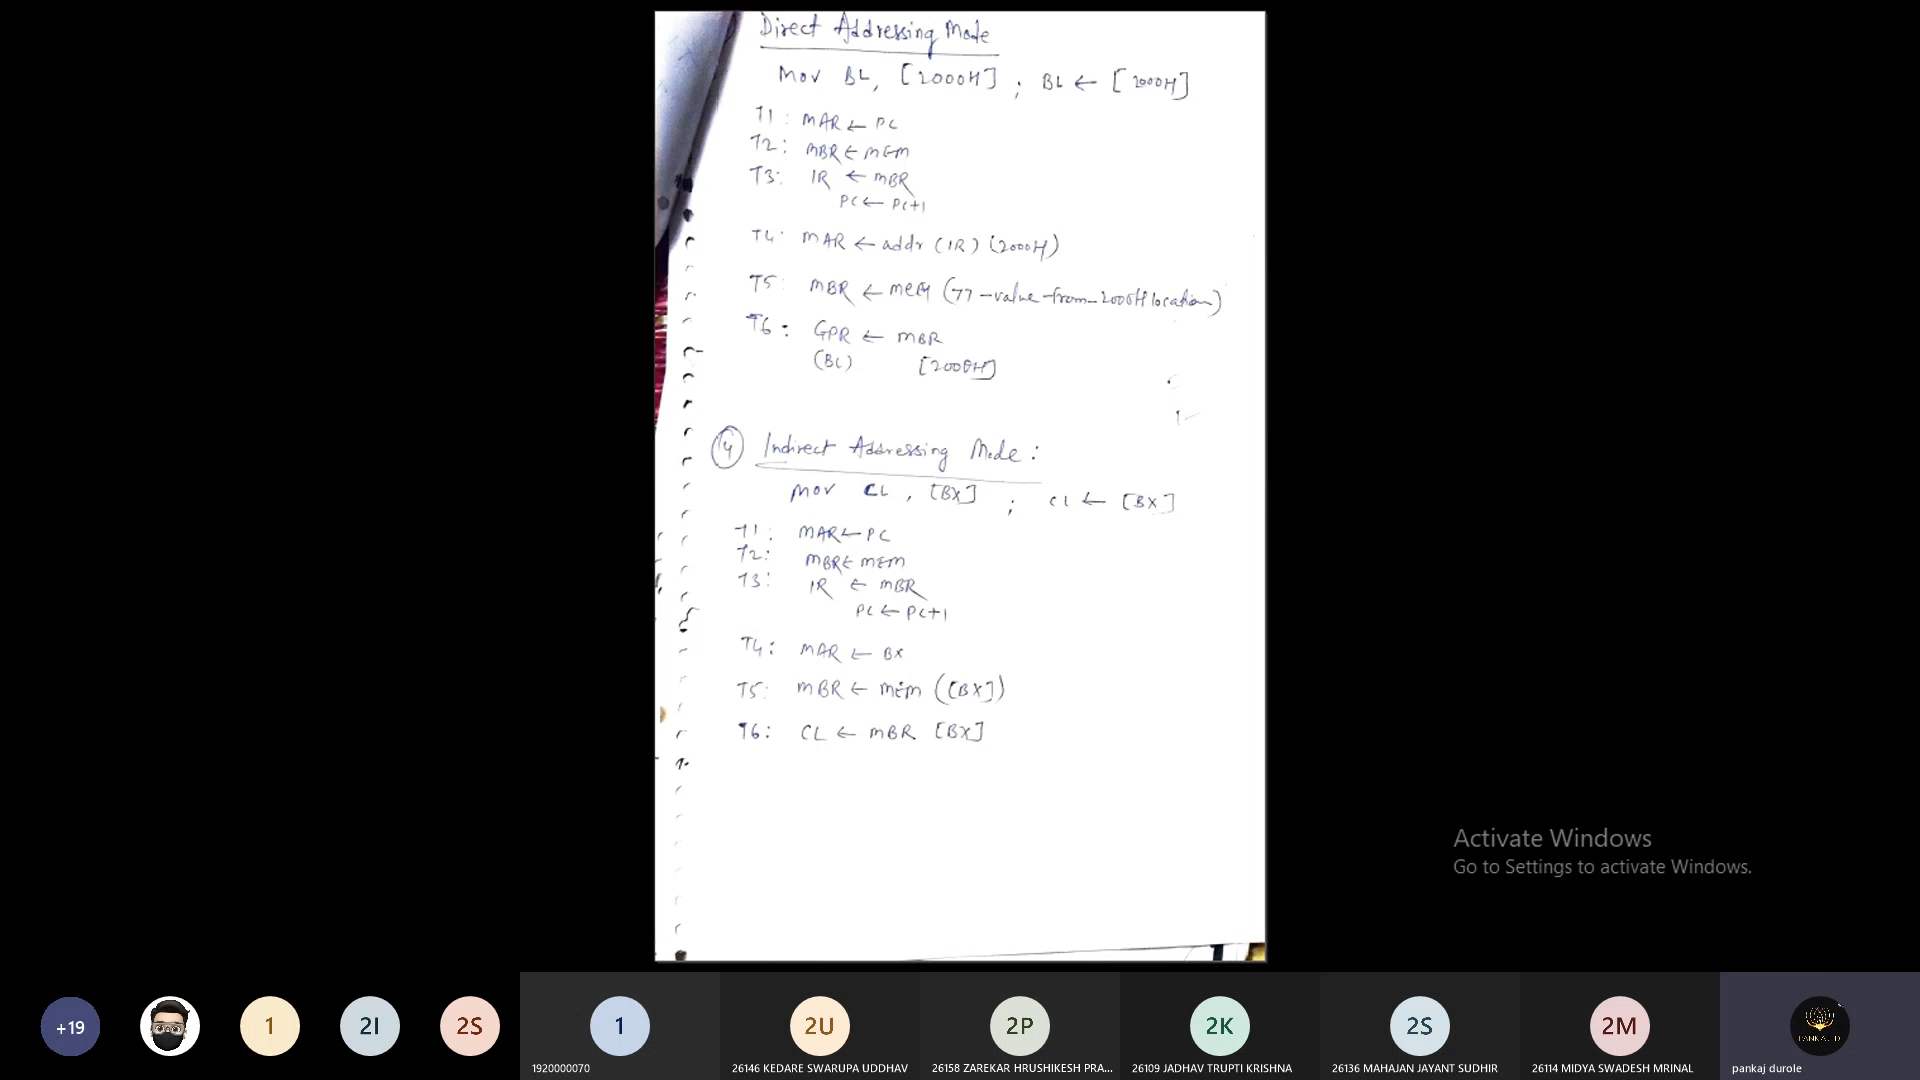 Direct Addressing Mode
Mov BL, [2000H] ; BL ← [2000H]
T1: MAR ← PC
T2: MBR ← MEM
T3: IR ← MBR
PC ← PC+1
T4: MAR ← addr (IR) (2000H)
T5: MBR ← MEM (77-value-from-2000H location)
T6: GPR ← MBR
(BL) [2000H]
4 Indirect Addressing Mode:
Mov CL, [BX] ; CL ← [BX]
T1: MAR ← PC
T2: MBR ← MEM
T3: IR ← MBR
PC ← PC+1
T4: MAR ← BX
T5: MBR ← MEM ([BX])
T6: CL ← MBR [BX]
Activate Windows
Go to Settings to activate Windows.
+19 1 2I 2S 1 2U 2P 2K 2S 2M PANKAJ D
1920000070 26146 KEDARE SWARUPA UDDHAV 26158 ZAREKAR HRUSHIKESH PRA... 26109 JADHAV TRUPTI KRISHNA 26136 MAHAJAN JAYANT SUDHIR 26114 MIDYA SWADESH MRINAL pankaj durole